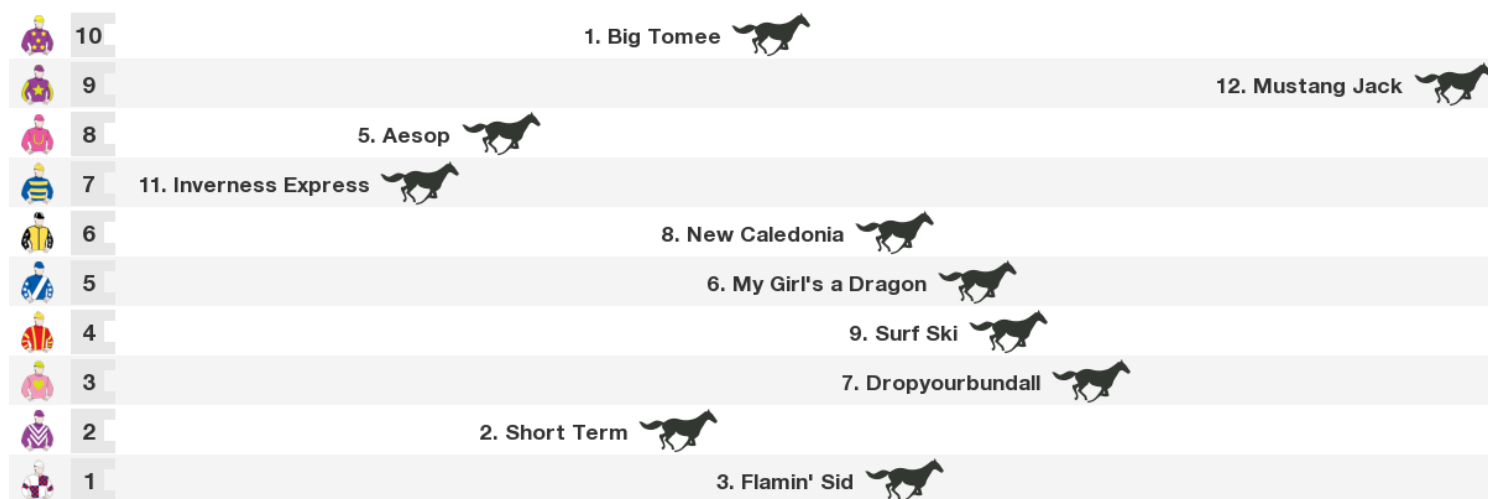 10 1. Big Tomee
9 12. Mustang Jack
8 5. Aesop
7 11. Inverness Express
6 8. New Caledonia
5 6. My Girl's a Dragon
4 9. Surf Ski
3 7. Dropyourbundall
2 2. Short Term
1 3. Flamin' Sid